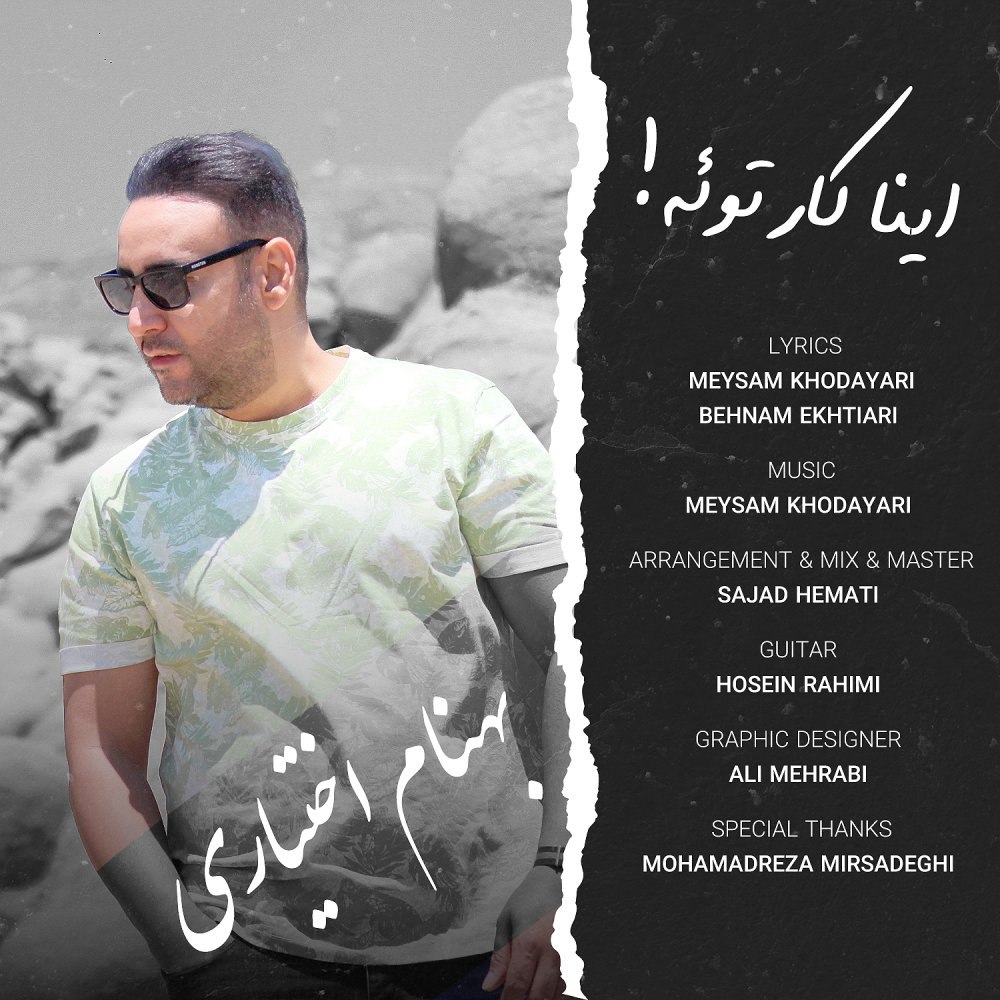 اینا کار توئه!
LYRICS
MEYSAM KHODAYARI
BEHNAM EKHTIARI
MUSIC
MEYSAM KHODAYARI
ARRANGEMENT & MIX & MASTER
SAJAD HEMATI
GUITAR
HOSEIN RAHIMI
GRAPHIC DESIGNER
ALI MEHRABI
SPECIAL THANKS
MOHAMADREZA MIRSADEGHI
بهنام اختیاری